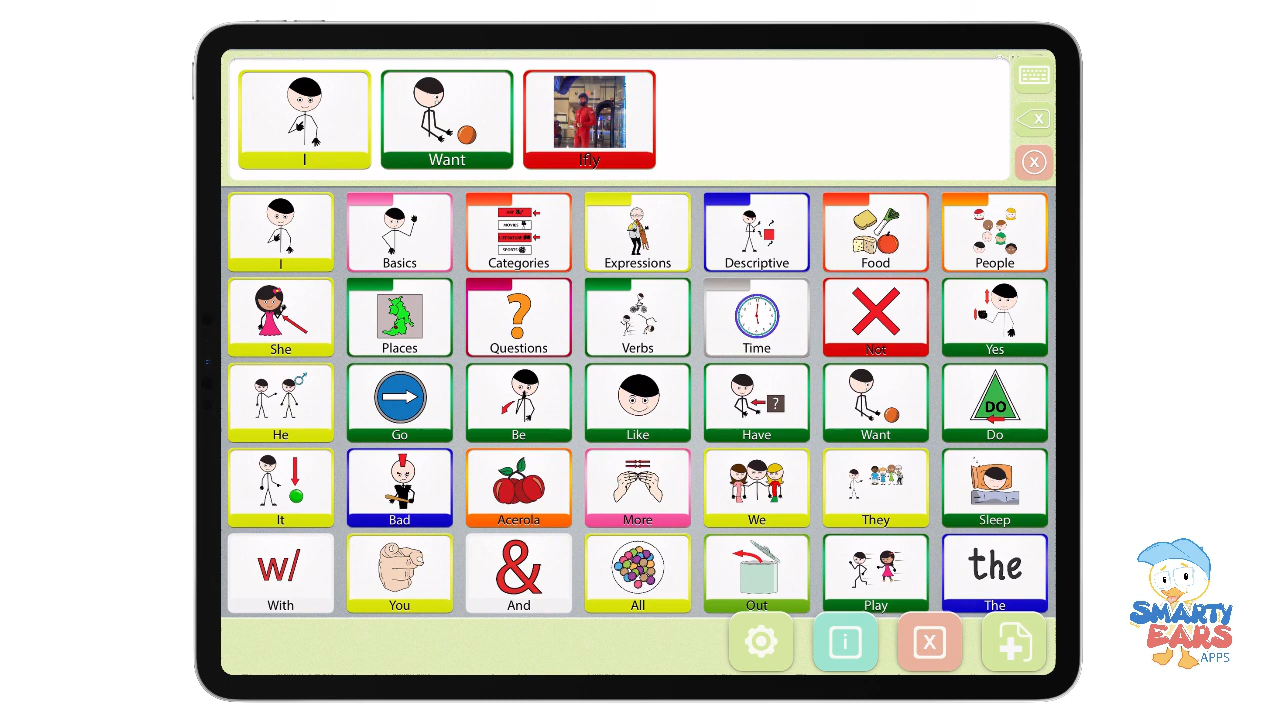 I
Want
Ifly
X
X
I
Basics
Categories
MOVIES
SPORTS
Expressions
Descriptive
Food
People
She
Places
?
Questions
Verbs
Time
Not
Yes
He
Go
Be
Like
?
Have
Want
DO
Do
It
Bad
Acerola
More
We
They
Sleep
w/
With
You
&
And
All
Out
Play
the
The
i
X
SMARTY
EARS
APPS